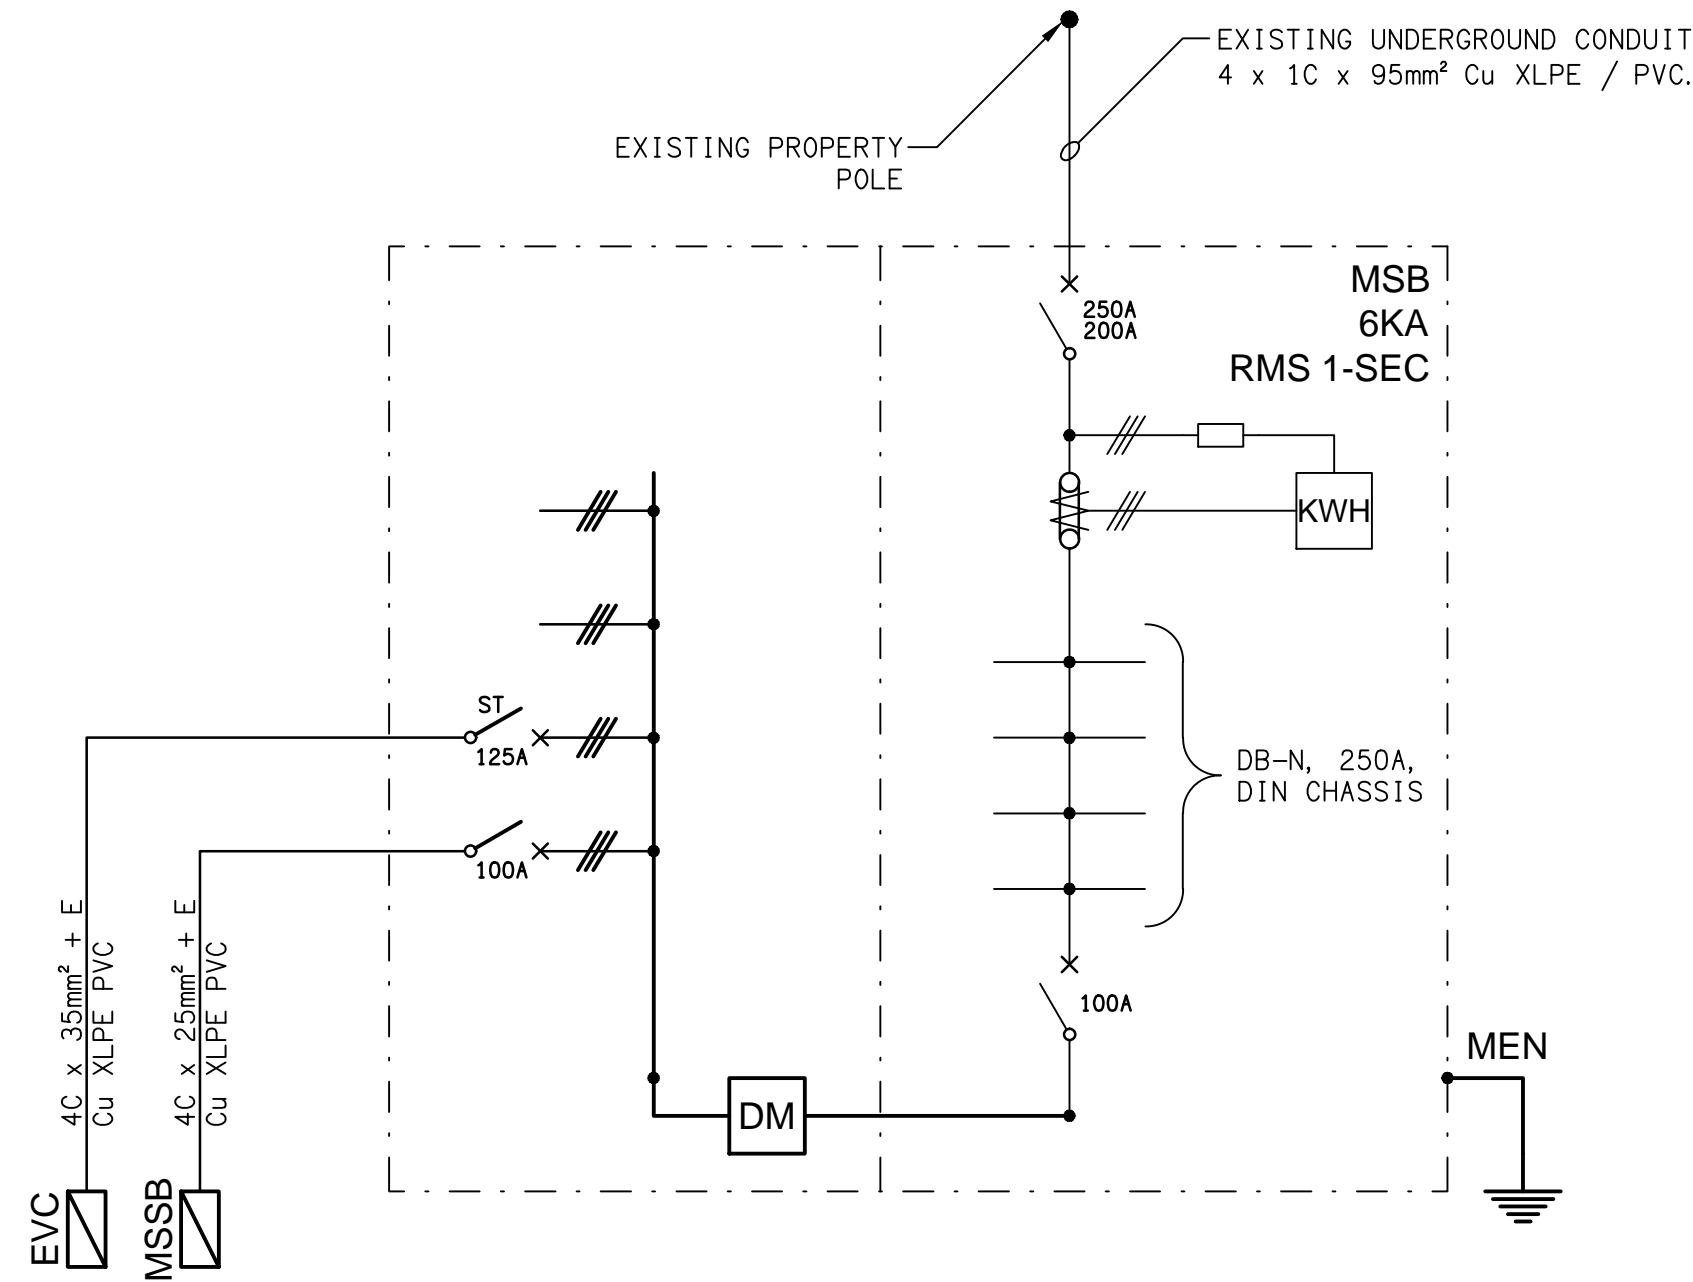 EXISTING UNDERGROUND CONDUIT
4 x 1C x 95mm² Cu XLPE / PVC.
EXISTING PROPERTY
POLE
MSB
6KA
RMS 1-SEC
250A
200A
KWH
ST
125A
100A
DB-N, 250A,
DIN CHASSIS
100A
MEN
DM
4C x 35mm² + E
Cu XLPE PVC
4C x 25mm² + E
Cu XLPE PVC
EVC
MSSB